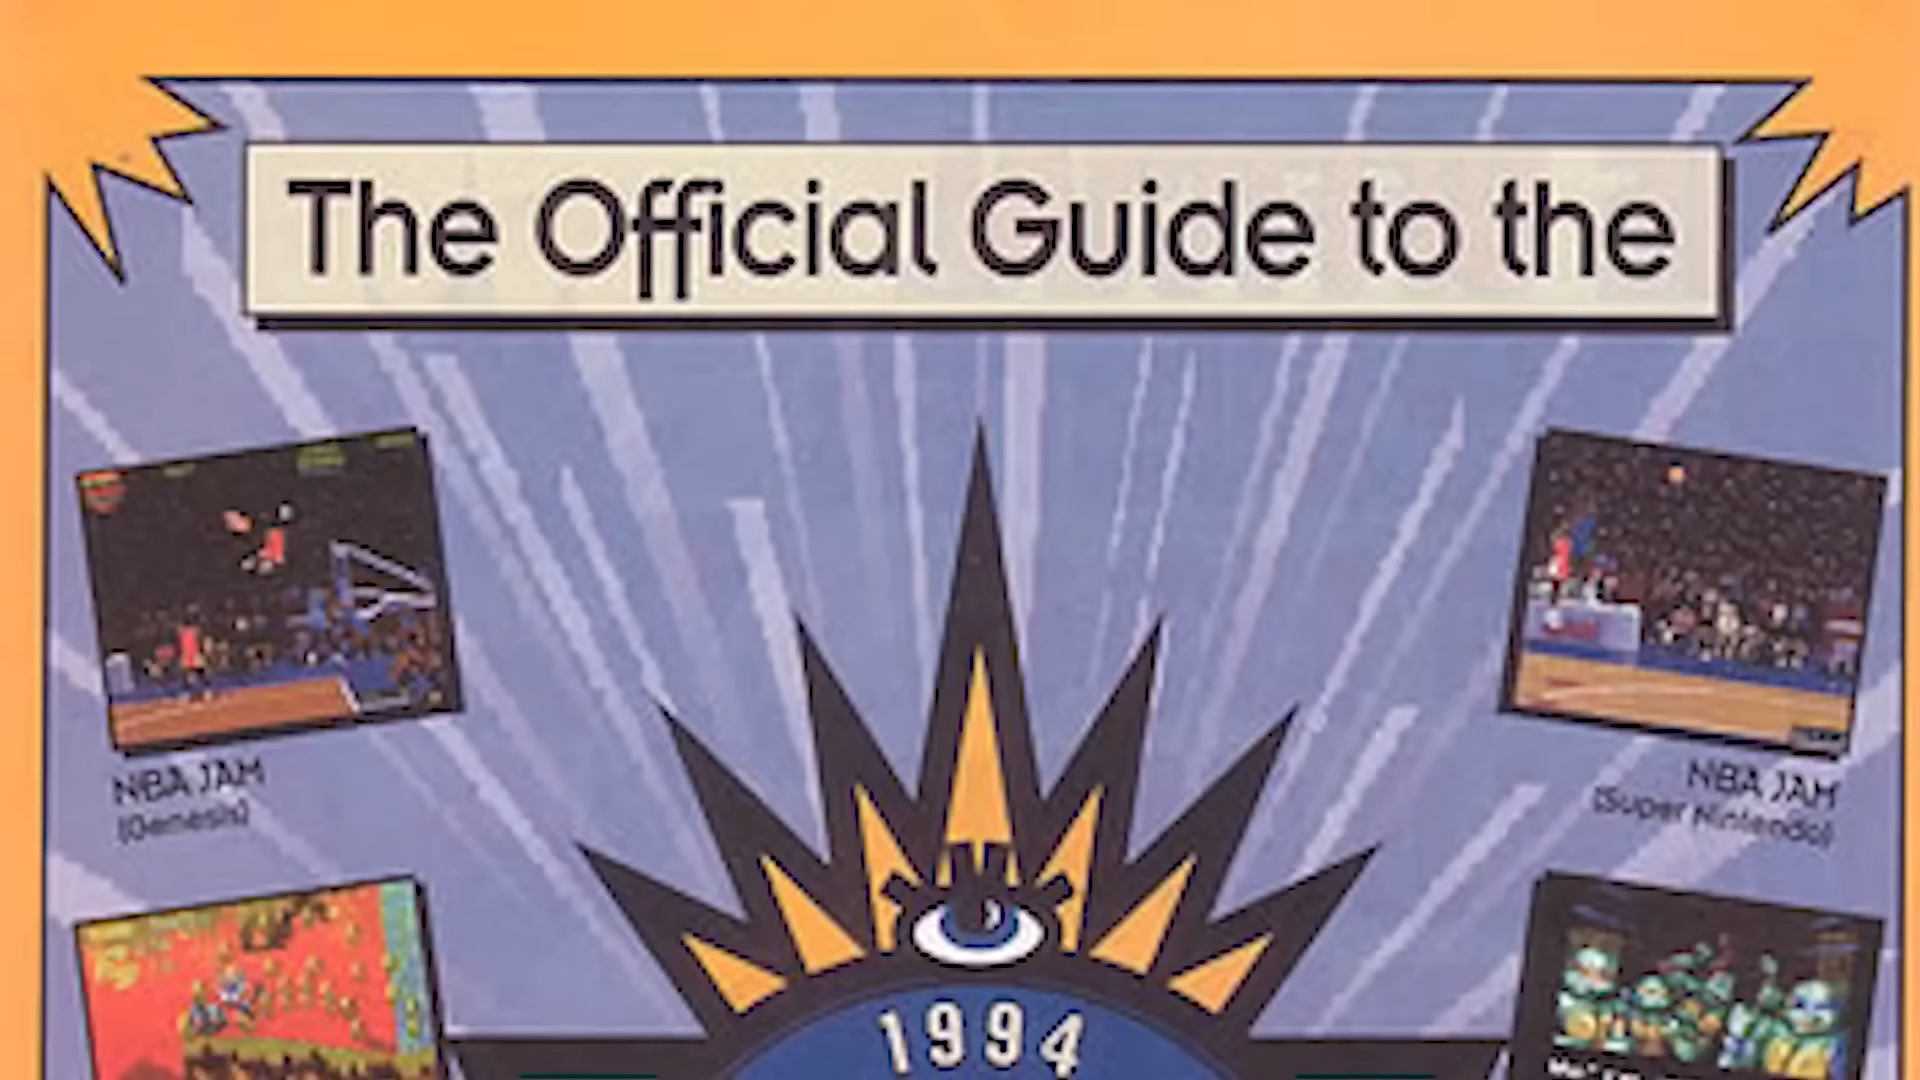 The Official Guide to the
NBA JAM
(Genesis)
NBA JAM
(Super Nintendo)
1994